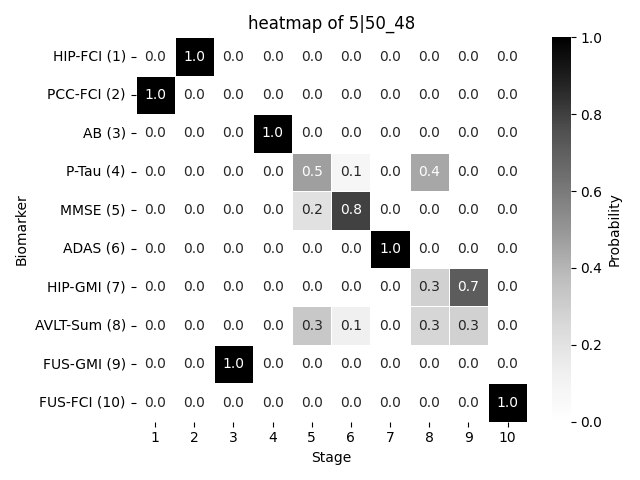 heatmap of 5|50_48
HIP-FCI (1) 0.0 1.0 0.0 0.0 0.0 0.0 0.0 0.0 0.0 0.0
PCC-FCI (2) 1.0 0.0 0.0 0.0 0.0 0.0 0.0 0.0 0.0 0.0
AB (3) 0.0 0.0 0.0 1.0 0.0 0.0 0.0 0.0 0.0 0.0
P-Tau (4) 0.0 0.0 0.0 0.0 0.5 0.1 0.0 0.4 0.0 0.0
MMSE (5) 0.0 0.0 0.0 0.0 0.2 0.8 0.0 0.0 0.0 0.0
ADAS (6) 0.0 0.0 0.0 0.0 0.0 0.0 1.0 0.0 0.0 0.0
HIP-GMI (7) 0.0 0.0 0.0 0.0 0.0 0.0 0.0 0.3 0.7 0.0
AVLT-Sum (8) 0.0 0.0 0.0 0.0 0.3 0.1 0.0 0.3 0.3 0.0
FUS-GMI (9) 0.0 0.0 1.0 0.0 0.0 0.0 0.0 0.0 0.0 0.0
FUS-FCI (10) 0.0 0.0 0.0 0.0 0.0 0.0 0.0 0.0 0.0 1.0
1 2 3 4 5 6 7 8 9 10
Stage
Biomarker
1.0
0.8
0.6
0.4
0.2
0.0
Probability